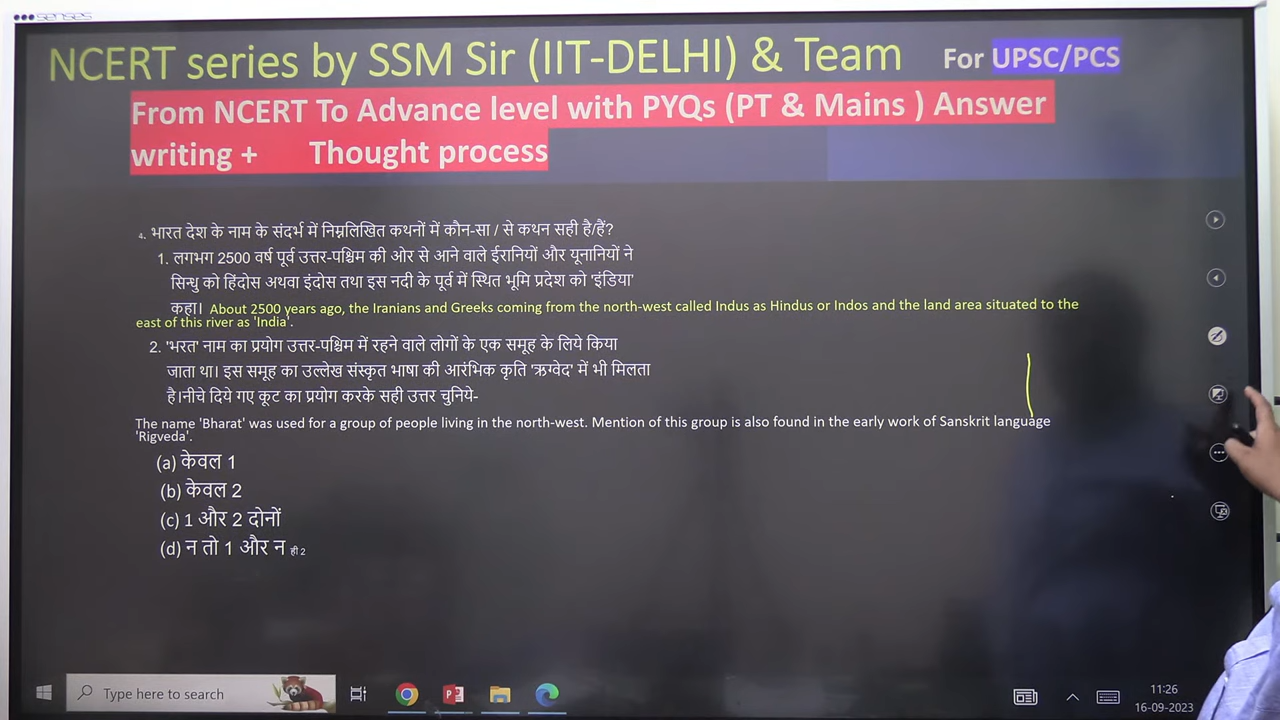 senses
NCERT series by SSM Sir (IIT-DELHI) & Team For UPSC/PCS
From NCERT To Advance level with PYQs (PT & Mains ) Answer
writing + Thought process
4. भारत देश के नाम के संदर्भ में निम्नलिखित कथनों में कौन-सा / से कथन सही है/हैं?
1. लगभग 2500 वर्ष पूर्व उत्तर-पश्चिम की ओर से आने वाले ईरानियों और यूनानियों ने
सिन्धु को हिंदोस अथवा इंदोस तथा इस नदी के पूर्व में स्थित भूमि प्रदेश को 'इंडिया'
कहा। About 2500 years ago, the Iranians and Greeks coming from the north-west called Indus as Hindus or Indos and the land area situated to the
east of this river as 'India'.
2. 'भरत' नाम का प्रयोग उत्तर-पश्चिम में रहने वाले लोगों के एक समूह के लिये किया
जाता था। इस समूह का उल्लेख संस्कृत भाषा की आरंभिक कृति 'ऋग्वेद' में भी मिलता
है।नीचे दिये गए कूट का प्रयोग करके सही उत्तर चुनिये-
The name 'Bharat' was used for a group of people living in the north-west. Mention of this group is also found in the early work of Sanskrit language
'Rigveda'.
(a) केवल 1
(b) केवल 2
(c) 1 और 2 दोनों
(d) न तो 1 और न ही 2
Type here to search
11:26
16-09-2023